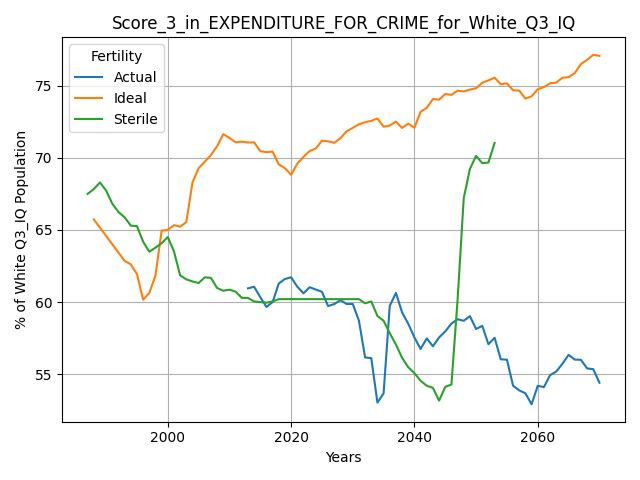 Score_3_in_EXPENDITURE_FOR_CRIME_for_White_Q3_IQ
Fertility
Actual
Ideal
Sterile
% of White Q3_IQ Population
75
70
65
60
55
2000
2020
2040
2060
Years